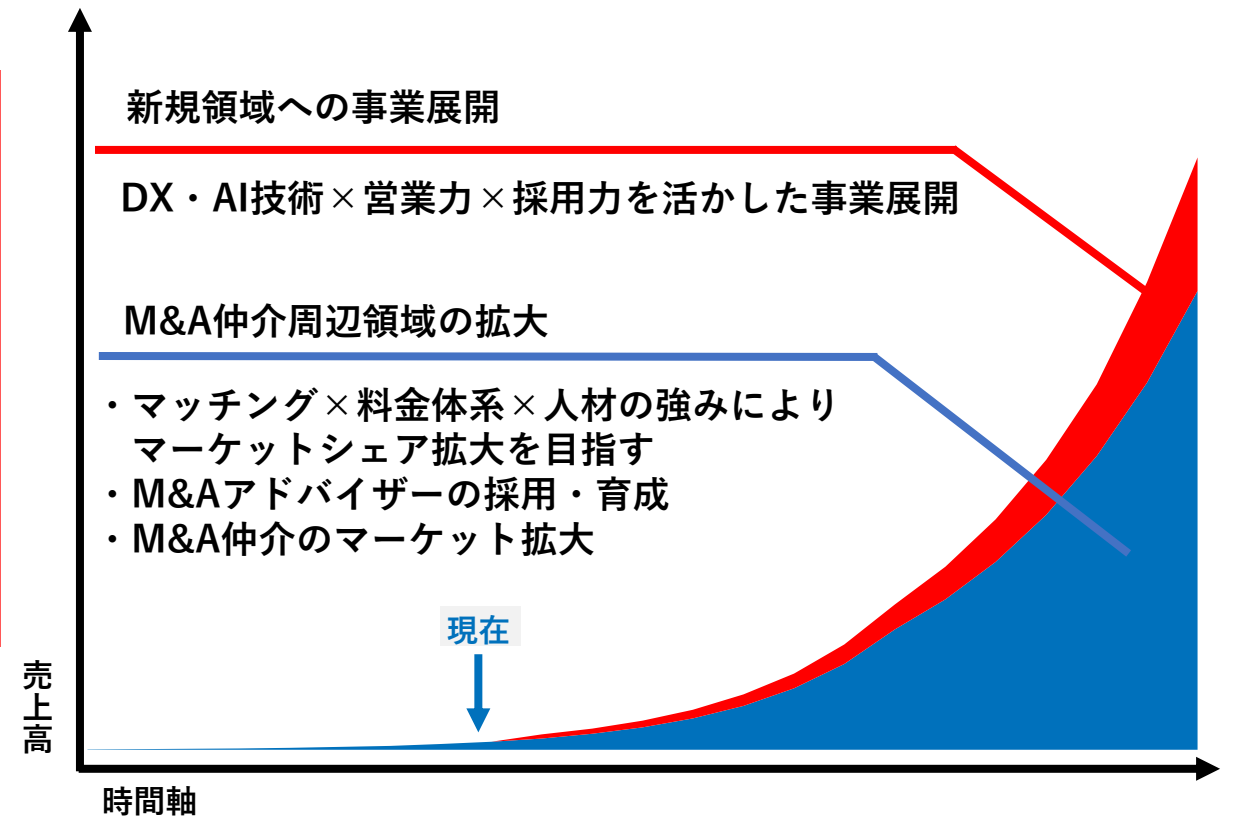 新規領域への事業展開
DX・AI技術×営業力×採用力を活かした事業展開
M&A仲介周辺領域の拡大
・マッチング×料金体系×人材の強みにより
マーケットシェア拡大を目指す
・M&Aアドバイザーの採用・育成
・M&A仲介のマーケット拡大
現在
売上高
時間軸